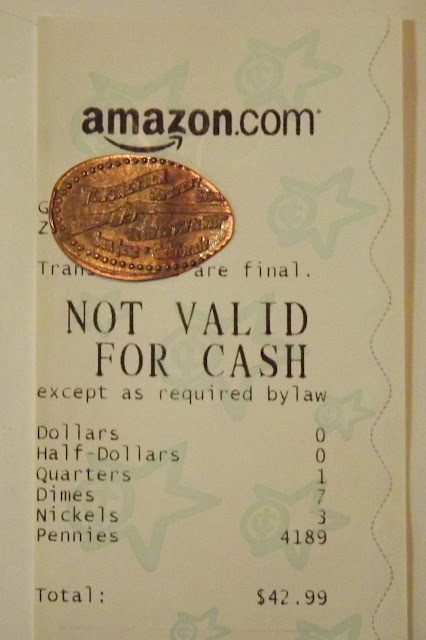 amazon.com
G
Z
Tran are final.
NOT VALID
FOR CASH
except as required bylaw
Dollars 0
Half-Dollars 0
Quarters 1
Dimes 7
Nickels 3
Pennies 4189
Total: $42.99